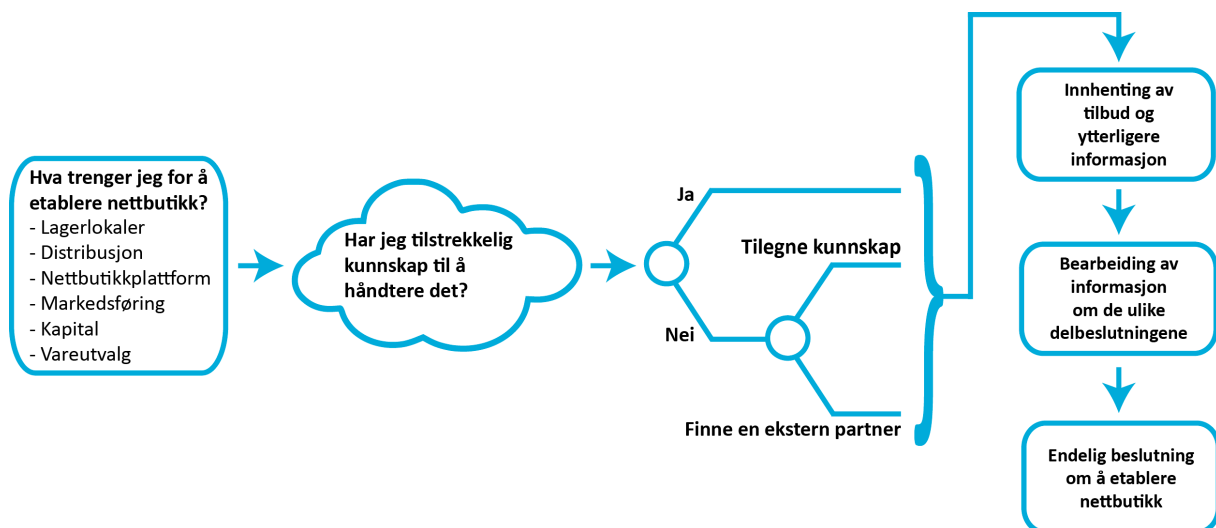 Hva trenger jeg for å
etablere nettbutikk?
- Lagerlokaler
- Distribusjon
- Nettbutikkplattform
- Markedsføring
- Kapital
- Vareutvalg
Har jeg tilstrekkelig
kunnskap til å
håndtere det?
Ja
Tilegne kunnskap
Nei
Finne en ekstern partner
Innhenting av
tilbud og
ytterligere
informasjon
Bearbeiding av
informasjon
om de ulike
delbeslutningene
Endelig beslutning
om å etablere
nettbutikk